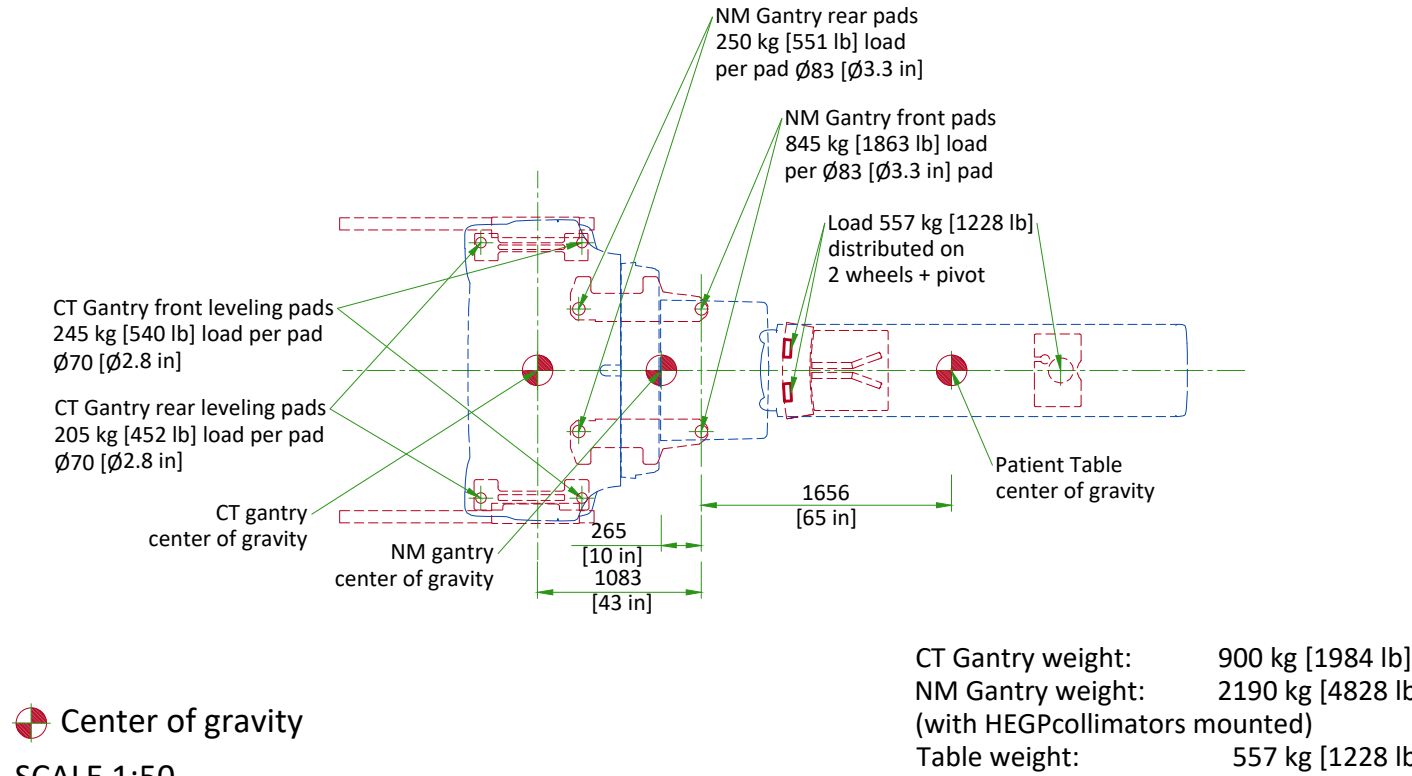 NM Gantry rear pads
250 kg [551 lb] load
per pad Ø83 [Ø3.3 in]
NM Gantry front pads
845 kg [1863 lb] load
per Ø83 [Ø3.3 in] pad
Load 557 kg [1228 lb]
distributed on
2 wheels + pivot
CT Gantry front leveling pads
245 kg [540 lb] load per pad
Ø70 [Ø2.8 in]
CT Gantry rear leveling pads
205 kg [452 lb] load per pad
Ø70 [Ø2.8 in]
CT gantry
center of gravity
NM gantry
center of gravity
Patient Table
center of gravity
1656
[65 in]
265
[10 in]
1083
[43 in]
CT Gantry weight: 900 kg [1984 lb]
NM Gantry weight: 2190 kg [4828 lb
(with HEGPcollimators mounted)
Table weight: 557 kg [1228 lb
Center of gravity
SCALE 1:50